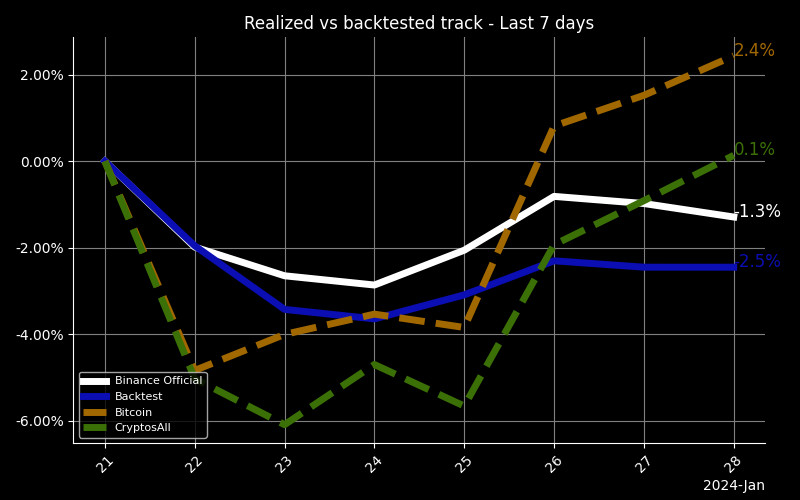 Realized vs backtested track - Last 7 days
2.00%
0.00%
-2.00%
-4.00%
-6.00%
2.4%
0.1%
-1.3%
-2.5%
Binance Official
Backtest
Bitcoin
CryptosAll
21 22 23 24 25 26 27 28
2024-Jan